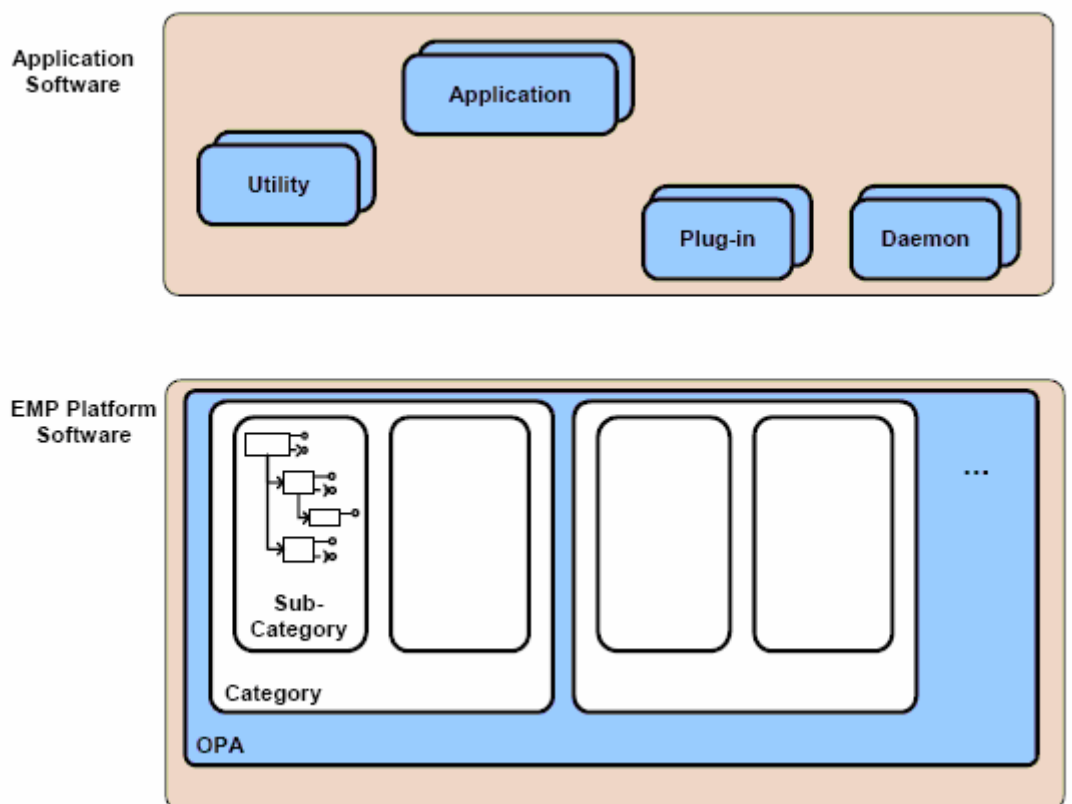 Application
Software
Application
Utility
Plug-in
Daemon
EMP Platform
Software
...
Sub-
Category
Category
OPA